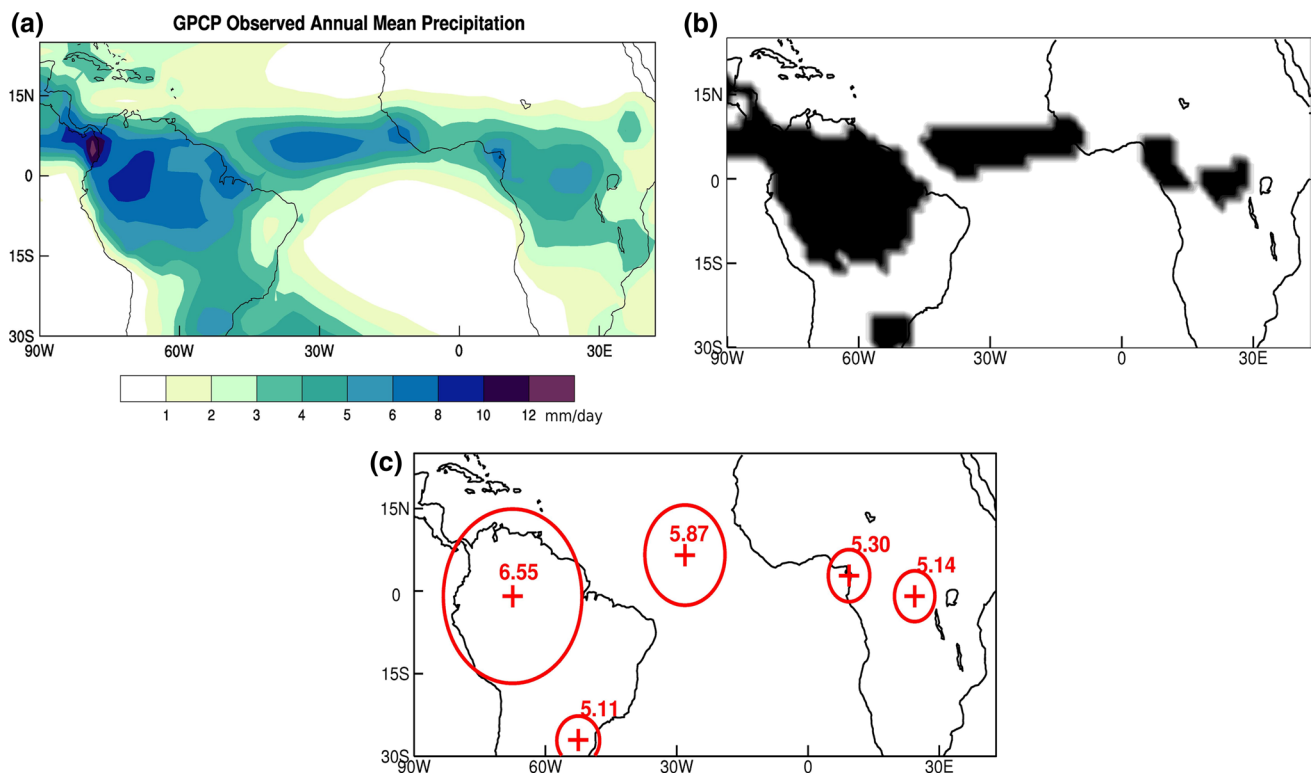 (a)
GPCP Observed Annual Mean Precipitation
15N
0
15S
30S
90W 60W 30W 0 30E
1 2 3 4 5 6 8 10 12 mm/day
(b)
15N
0
15S
30S
90W 60W 30W 0 30E
(c)
15N
0
15S
30S
90W 60W 30W 0 30E
6.55
5.87
5.30
5.14
5.11